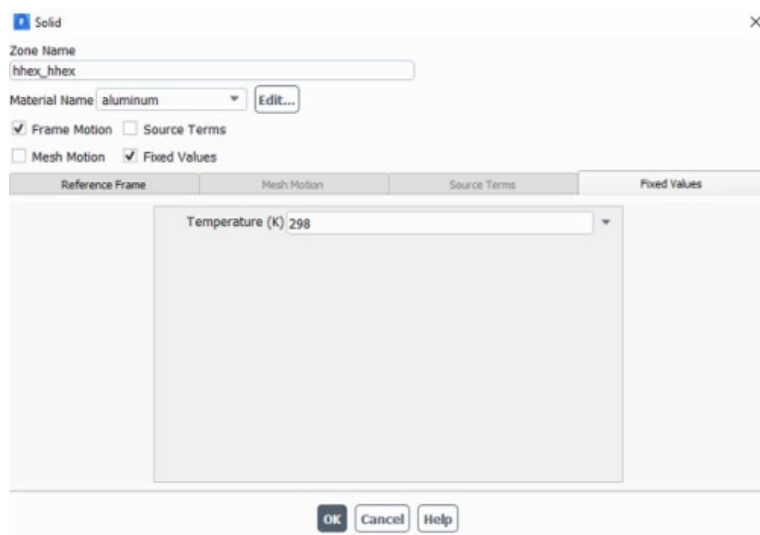 Solid
Zone Name
hhex_hhex
Material Name aluminum Edit...
Frame Motion Source Terms
Mesh Motion Fixed Values
Reference Frame Mesh Motion Source Terms Fixed Values
Temperature (K) 298
OK Cancel Help